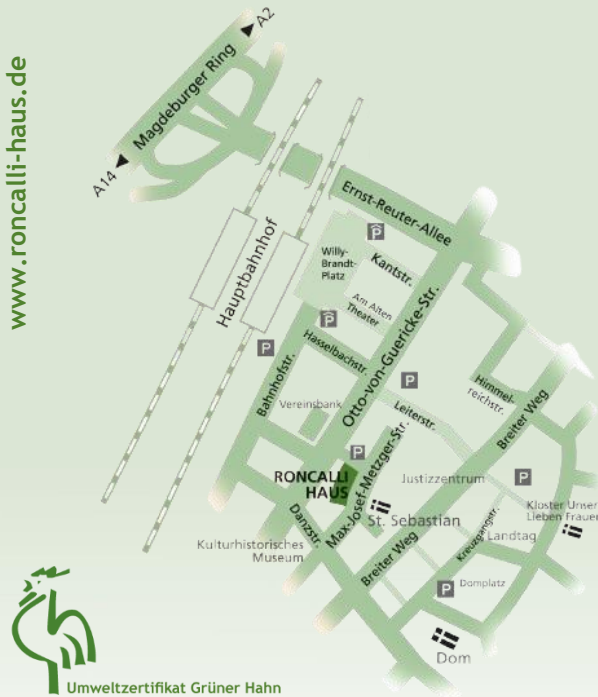 www.roncalli-haus.de
A2
Magdeburger Ring
A14
Hauptbahnhof
Ernst-Reuter-Allee
P
Willy-
Brandt-
Platz
Kantstr.
Am Alten
Theater
P
P
Hasselbachstr.
Otto-von-Guericke-Str.
Bahnhofstr.
P
Himmel-
reichstr.
Breiter Weg
Vereinsbank
Leiterstr.
P
RONCALLI
HAUS
Max-Josef-Metzger-Str.
Justizzentrum
P
St. Sebastian
Kloster Unser
Lieben Frauen
Danzstr.
Kulturhistorisches
Museum
Breiter Weg
Kreuzgangstr.
Landtag
P
Domplatz
Dom
Umweltzertifikat Grüner Hahn